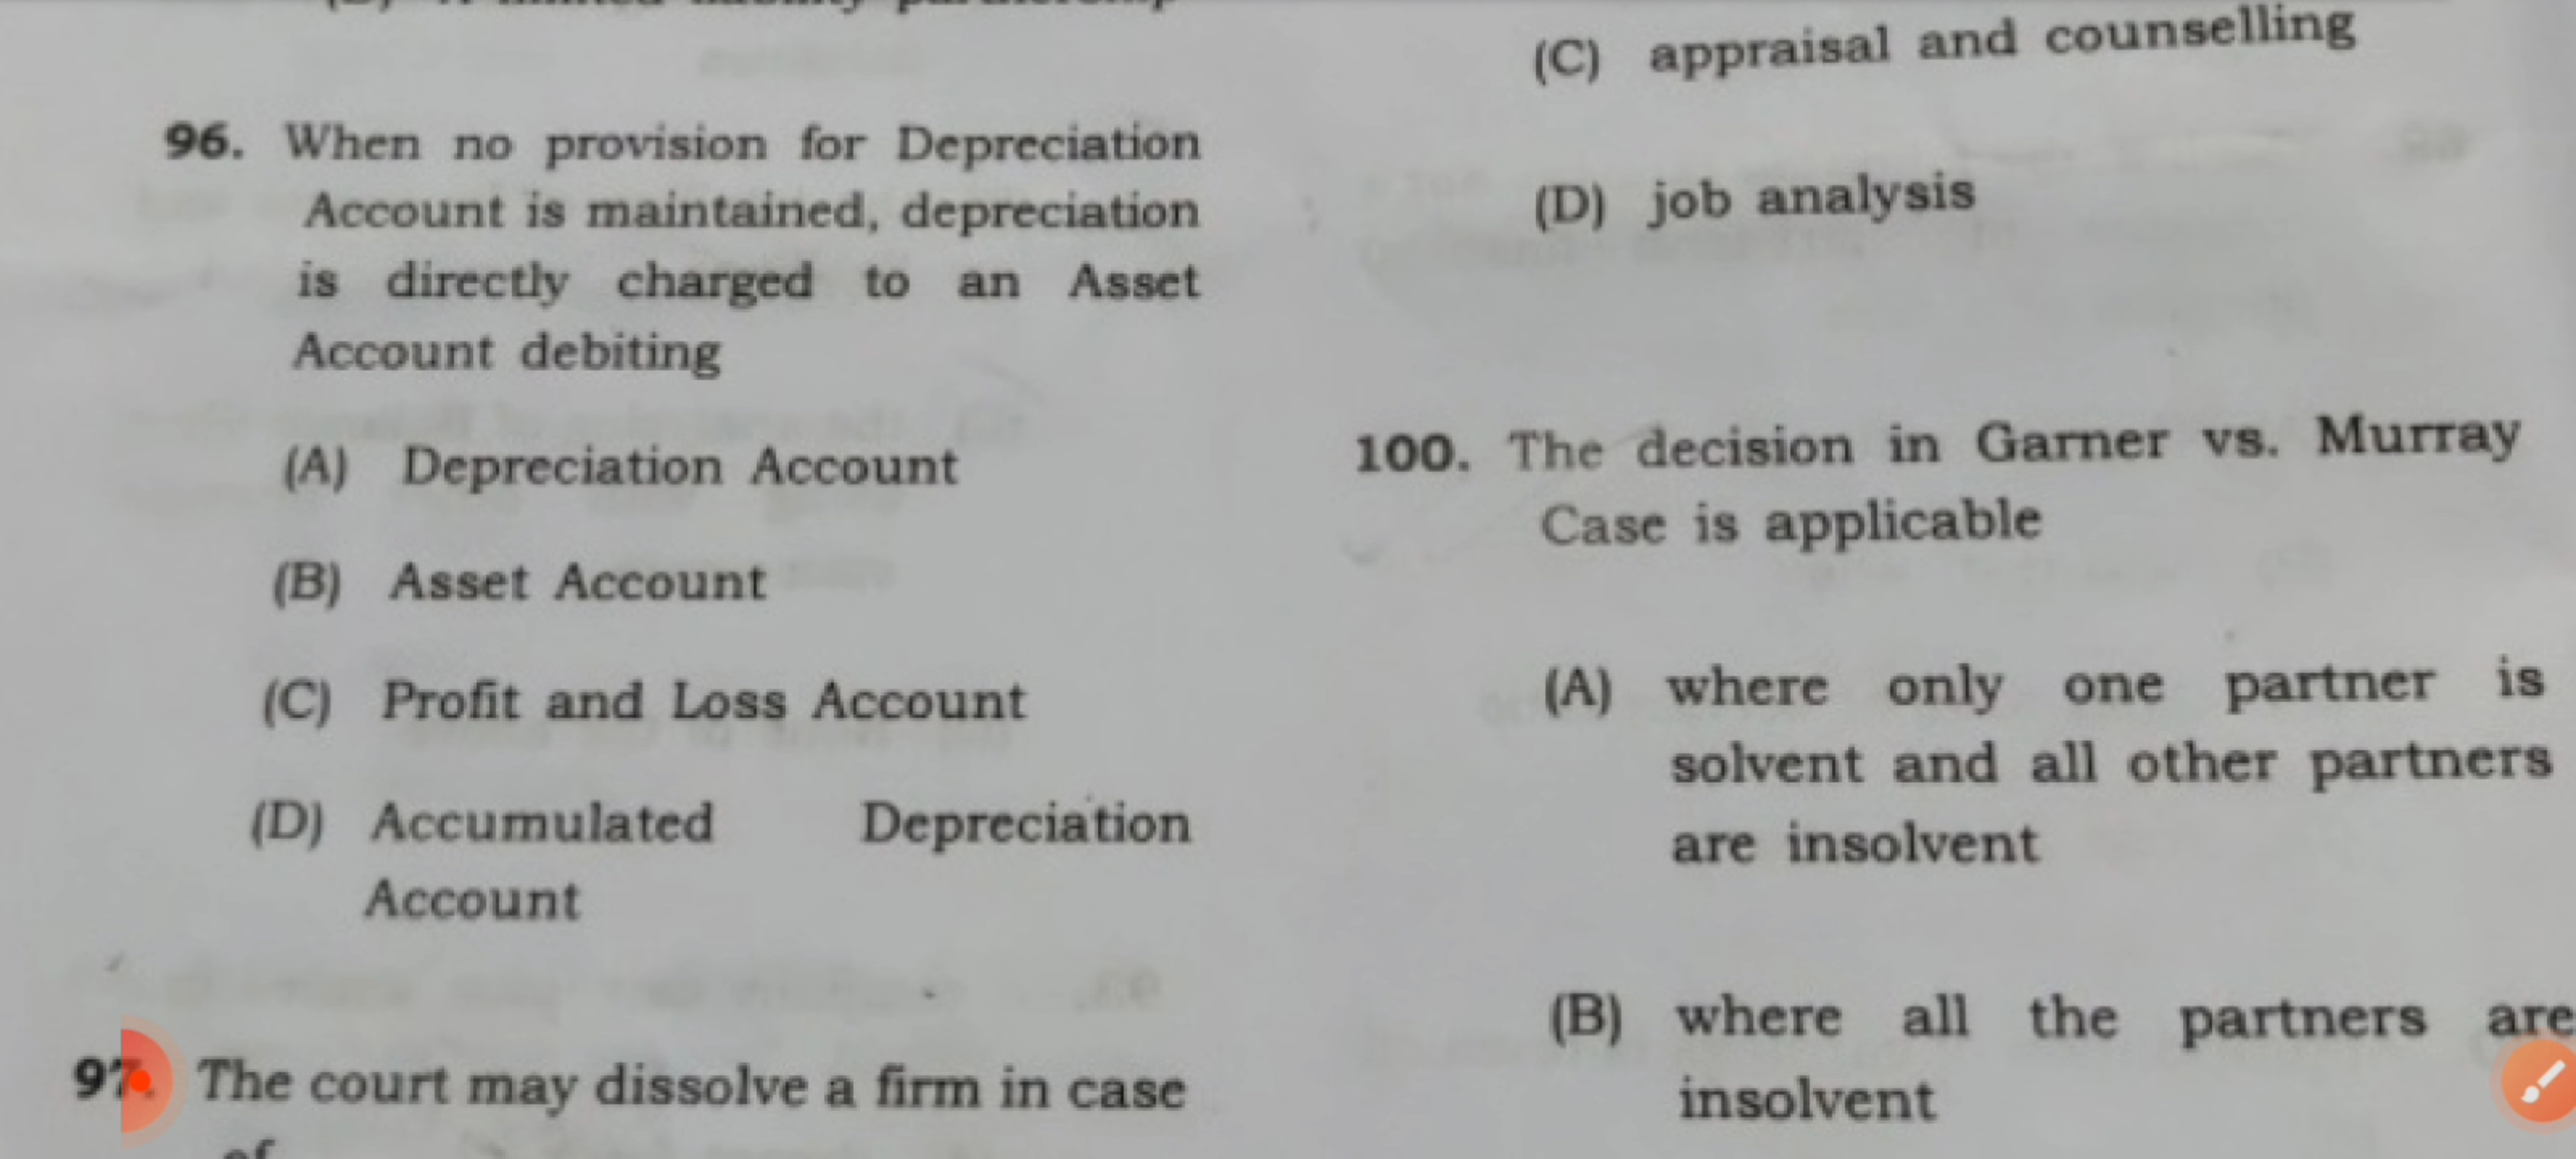 96. When no provision for Depreciation
Account is maintained, depreciation
is directly charged to an Asset
Account debiting
(A) Depreciation Account
(B) Asset Account
(C) Profit and Loss Account
(D) Accumulated Depreciation
Account
97. The court may dissolve a firm in case
of
(C) appraisal and counselling
(D) job analysis
100. The decision in Garner vs. Murray
Case is applicable
(A) where only one partner is
solvent and all other partners
are insolvent
(B) where all the partners are
insolvent